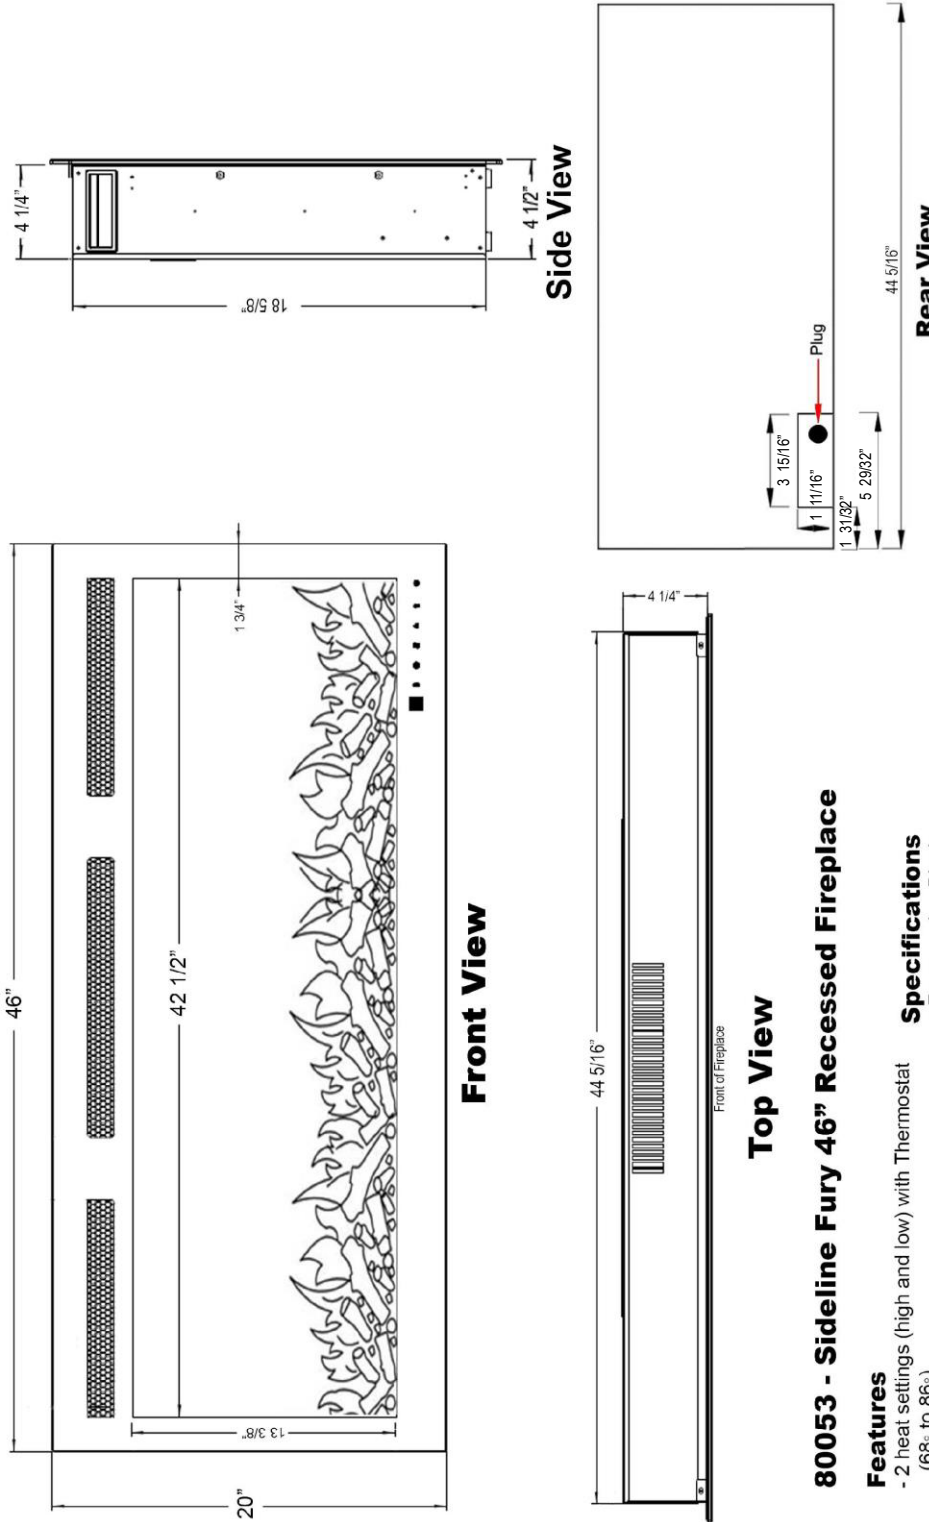 46”
42 1/2”
1 3/4”
13 3/8”
20”
Front View
4 1/4”
18 5/8”
4 1/2”
Side View
44 5/16”
4 1/4”
Front of Fireplace
Top View
Plug
3 15/16”
1 11/16”
1 31/32”
5 29/32”
44 5/16”
Rear View
80053 - Sideline Fury 46” Recessed Fireplace
Features
- 2 heat settings (high and low) with Thermostat
(68° to 86°)
Specifications